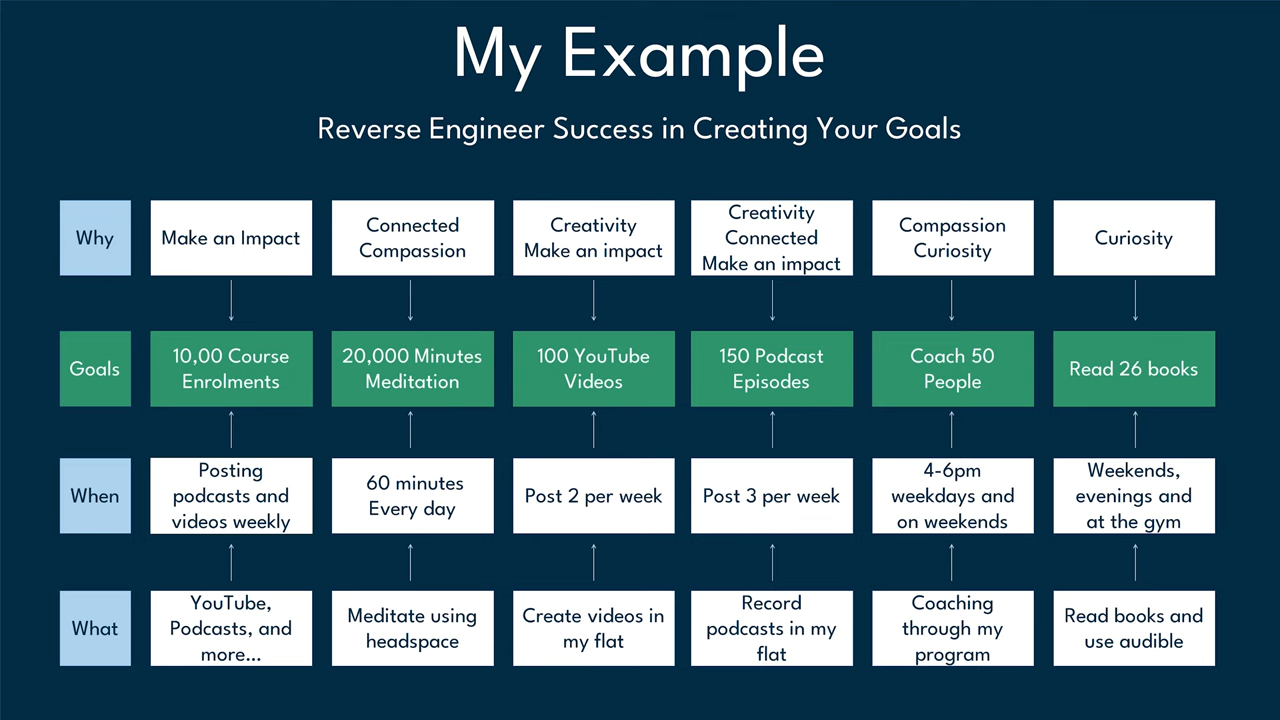 My Example
Reverse Engineer Success in Creating Your Goals
Why
Make an Impact
Connected
Compassion
Creativity
Make an impact
Creativity
Connected
Make an impact
Compassion
Curiosity
Curiosity
Goals
10,00 Course
Enrolments
20,000 Minutes
Meditation
100 YouTube
Videos
150 Podcast
Episodes
Coach 50
People
Read 26 books
When
Posting
podcasts and
videos weekly
60 minutes
Every day
Post 2 per week
Post 3 per week
4-6pm
weekdays and
on weekends
Weekends,
evenings and
at the gym
What
YouTube,
Podcasts, and
more...
Meditate using
headspace
Create videos in
my flat
Record
podcasts in my
flat
Coaching
through my
program
Read books and
use audible